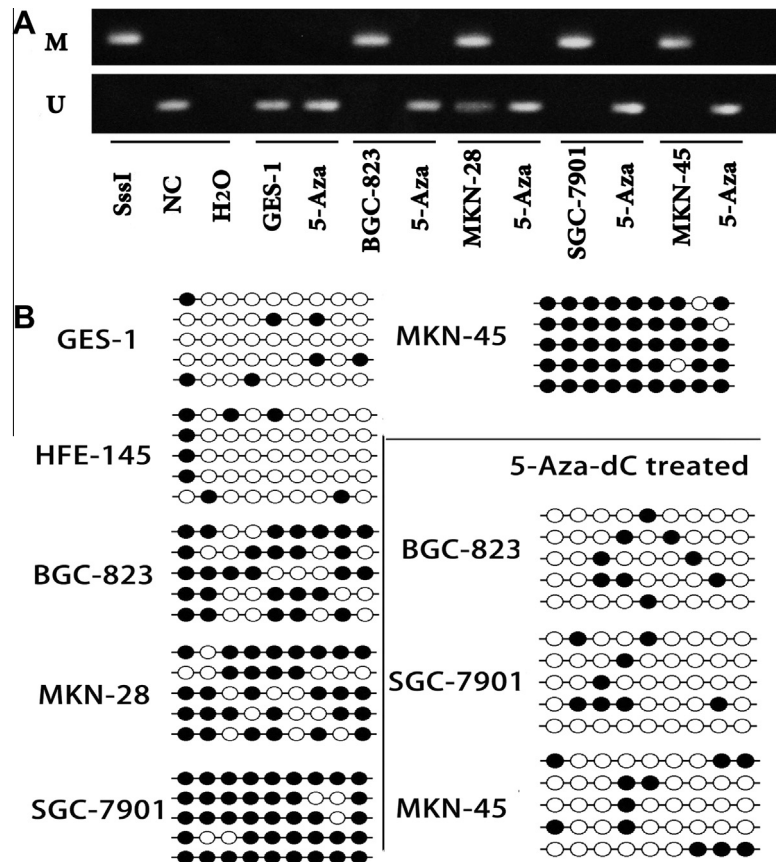 A
M
U
SssI
NC
H2O
GES-1
5-Aza
BGC-823
5-Aza
MKN-28
5-Aza
SGC-7901
5-Aza
MKN-45
5-Aza
B
GES-1
HFE-145
BGC-823
MKN-28
SGC-7901
MKN-45
5-Aza-dC treated
BGC-823
SGC-7901
MKN-45